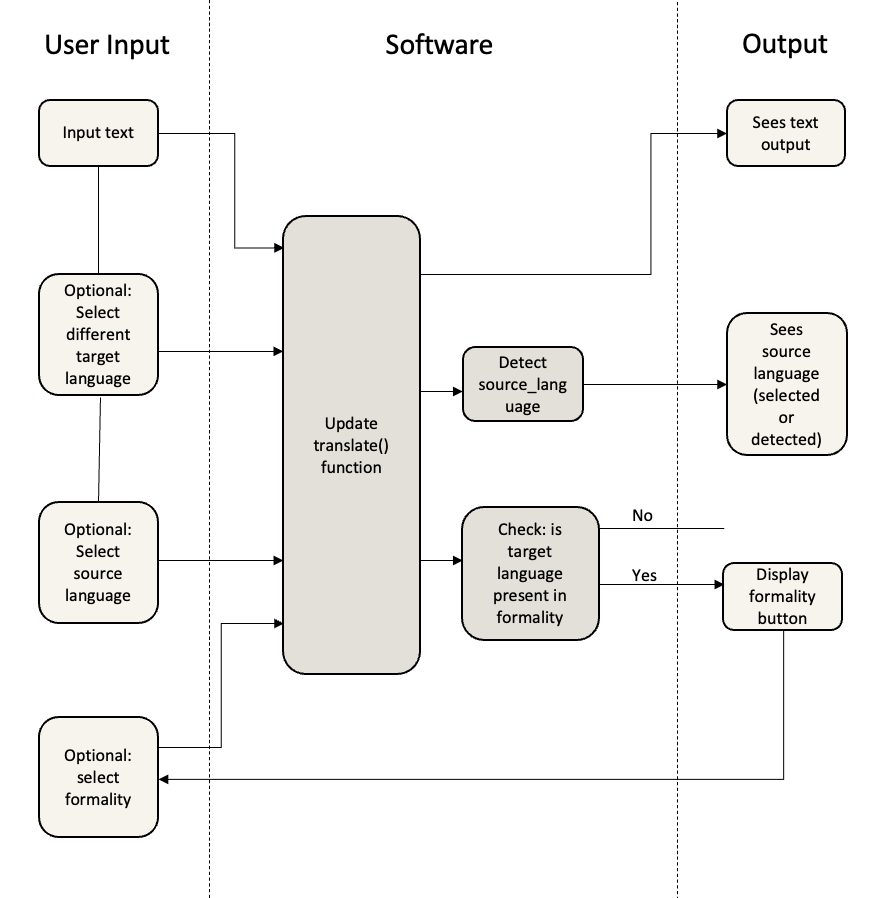 User Input
Software
Output
Input text
Sees text
output
Optional:
Select
different
target
language
Update
translate()
function
Detect
source_lang
uage
Sees
source
language
(selected
or
detected)
Optional:
Select
source
language
Check: is
target
language
present in
formality
No
Yes
Display
formality
button
Optional:
select
formality